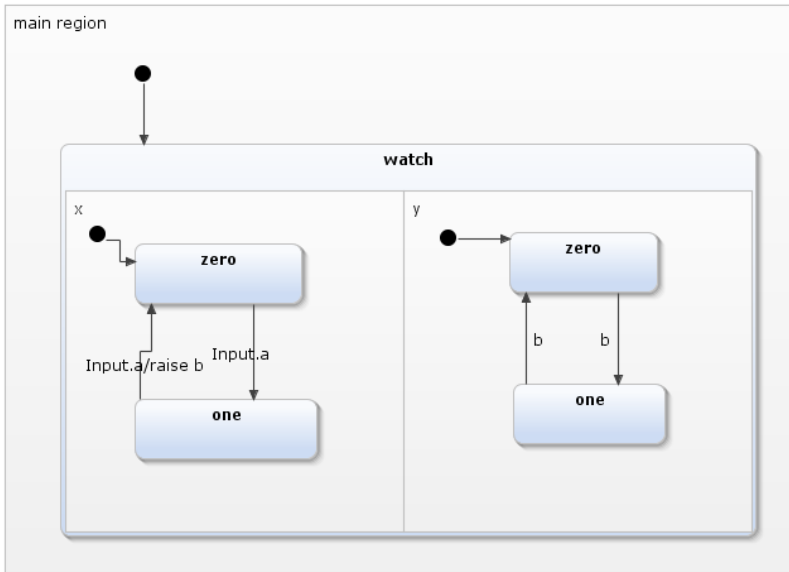 main region
watch
x
y
zero
zero
Input.a/raise b
Input.a
b
b
one
one